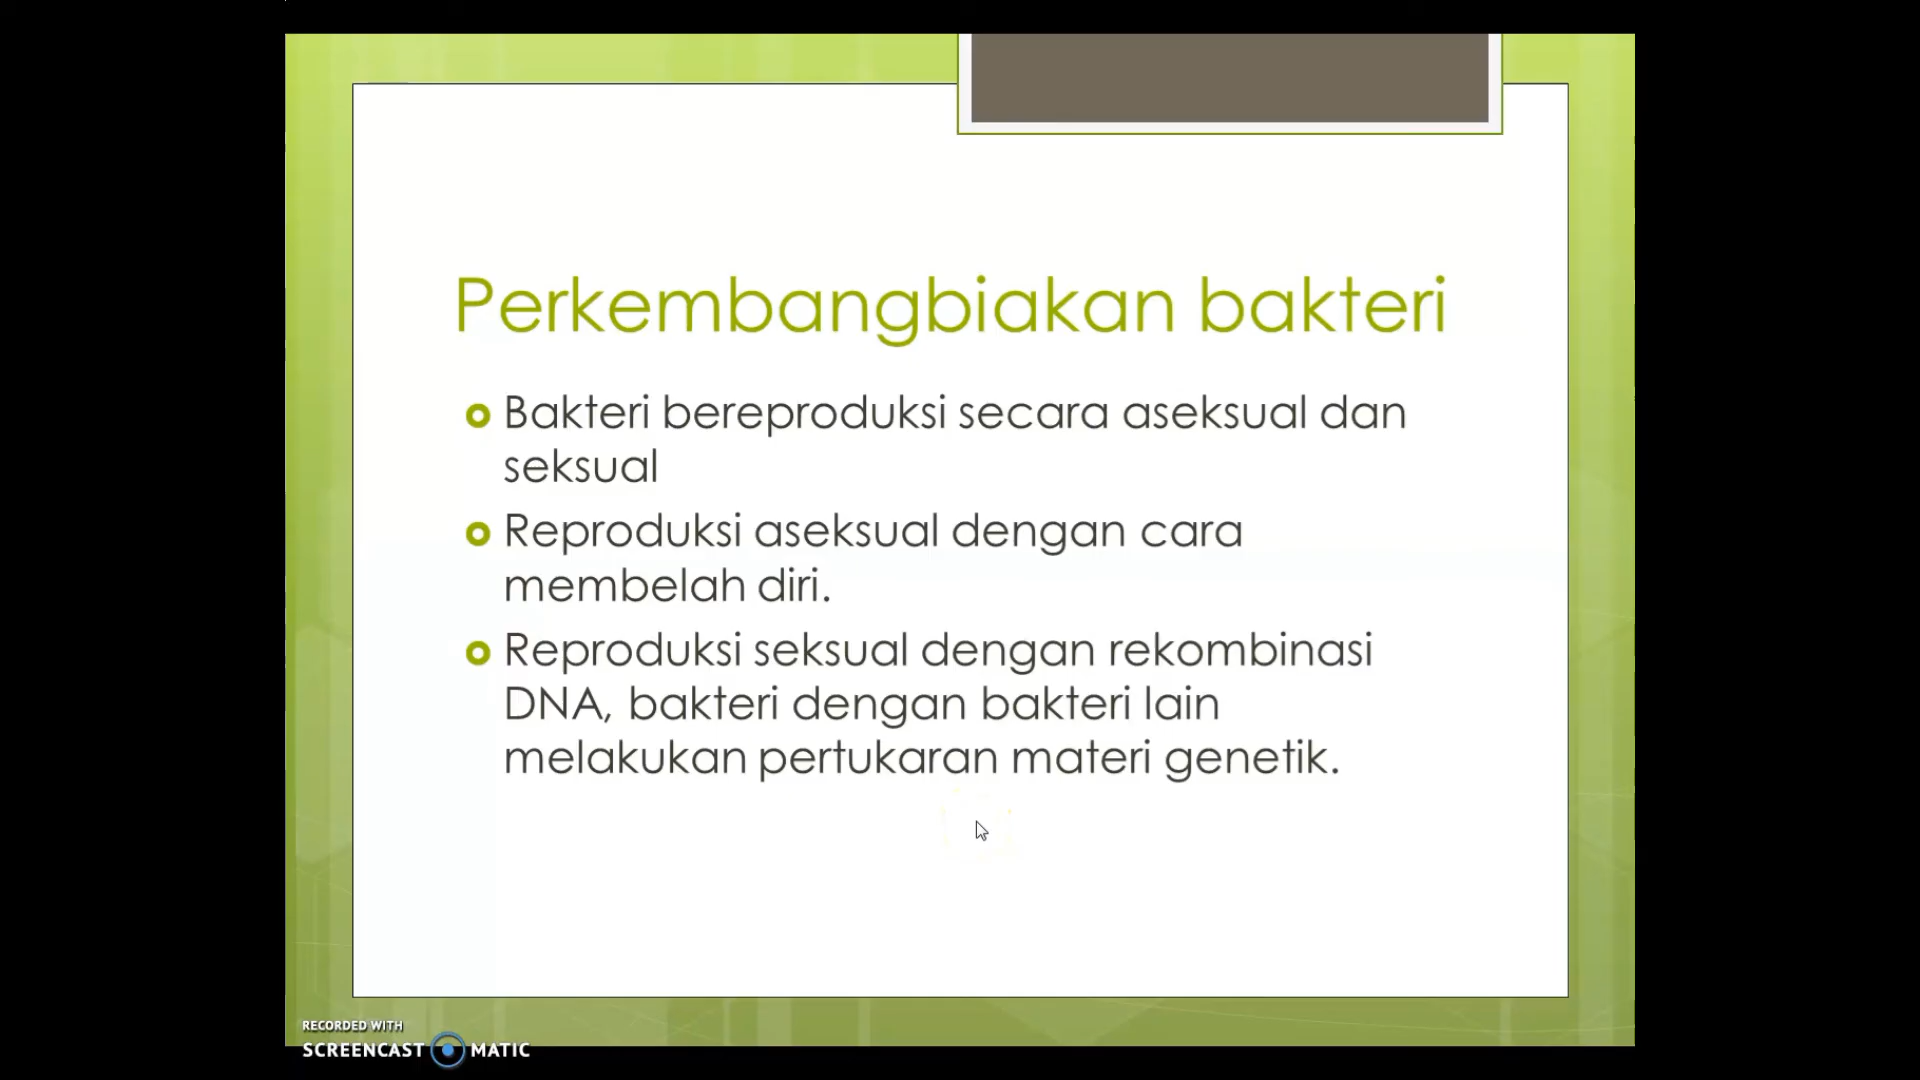 Perkembangbiakan bakteri
Bakteri bereproduksi secara aseksual dan
seksual
Reproduksi aseksual dengan cara
membelah diri.
Reproduksi seksual dengan rekombinasi
DNA, bakteri dengan bakteri lain
melakukan pertukaran materi genetik.
RECORDED WITH
SCREENCAST MATIC